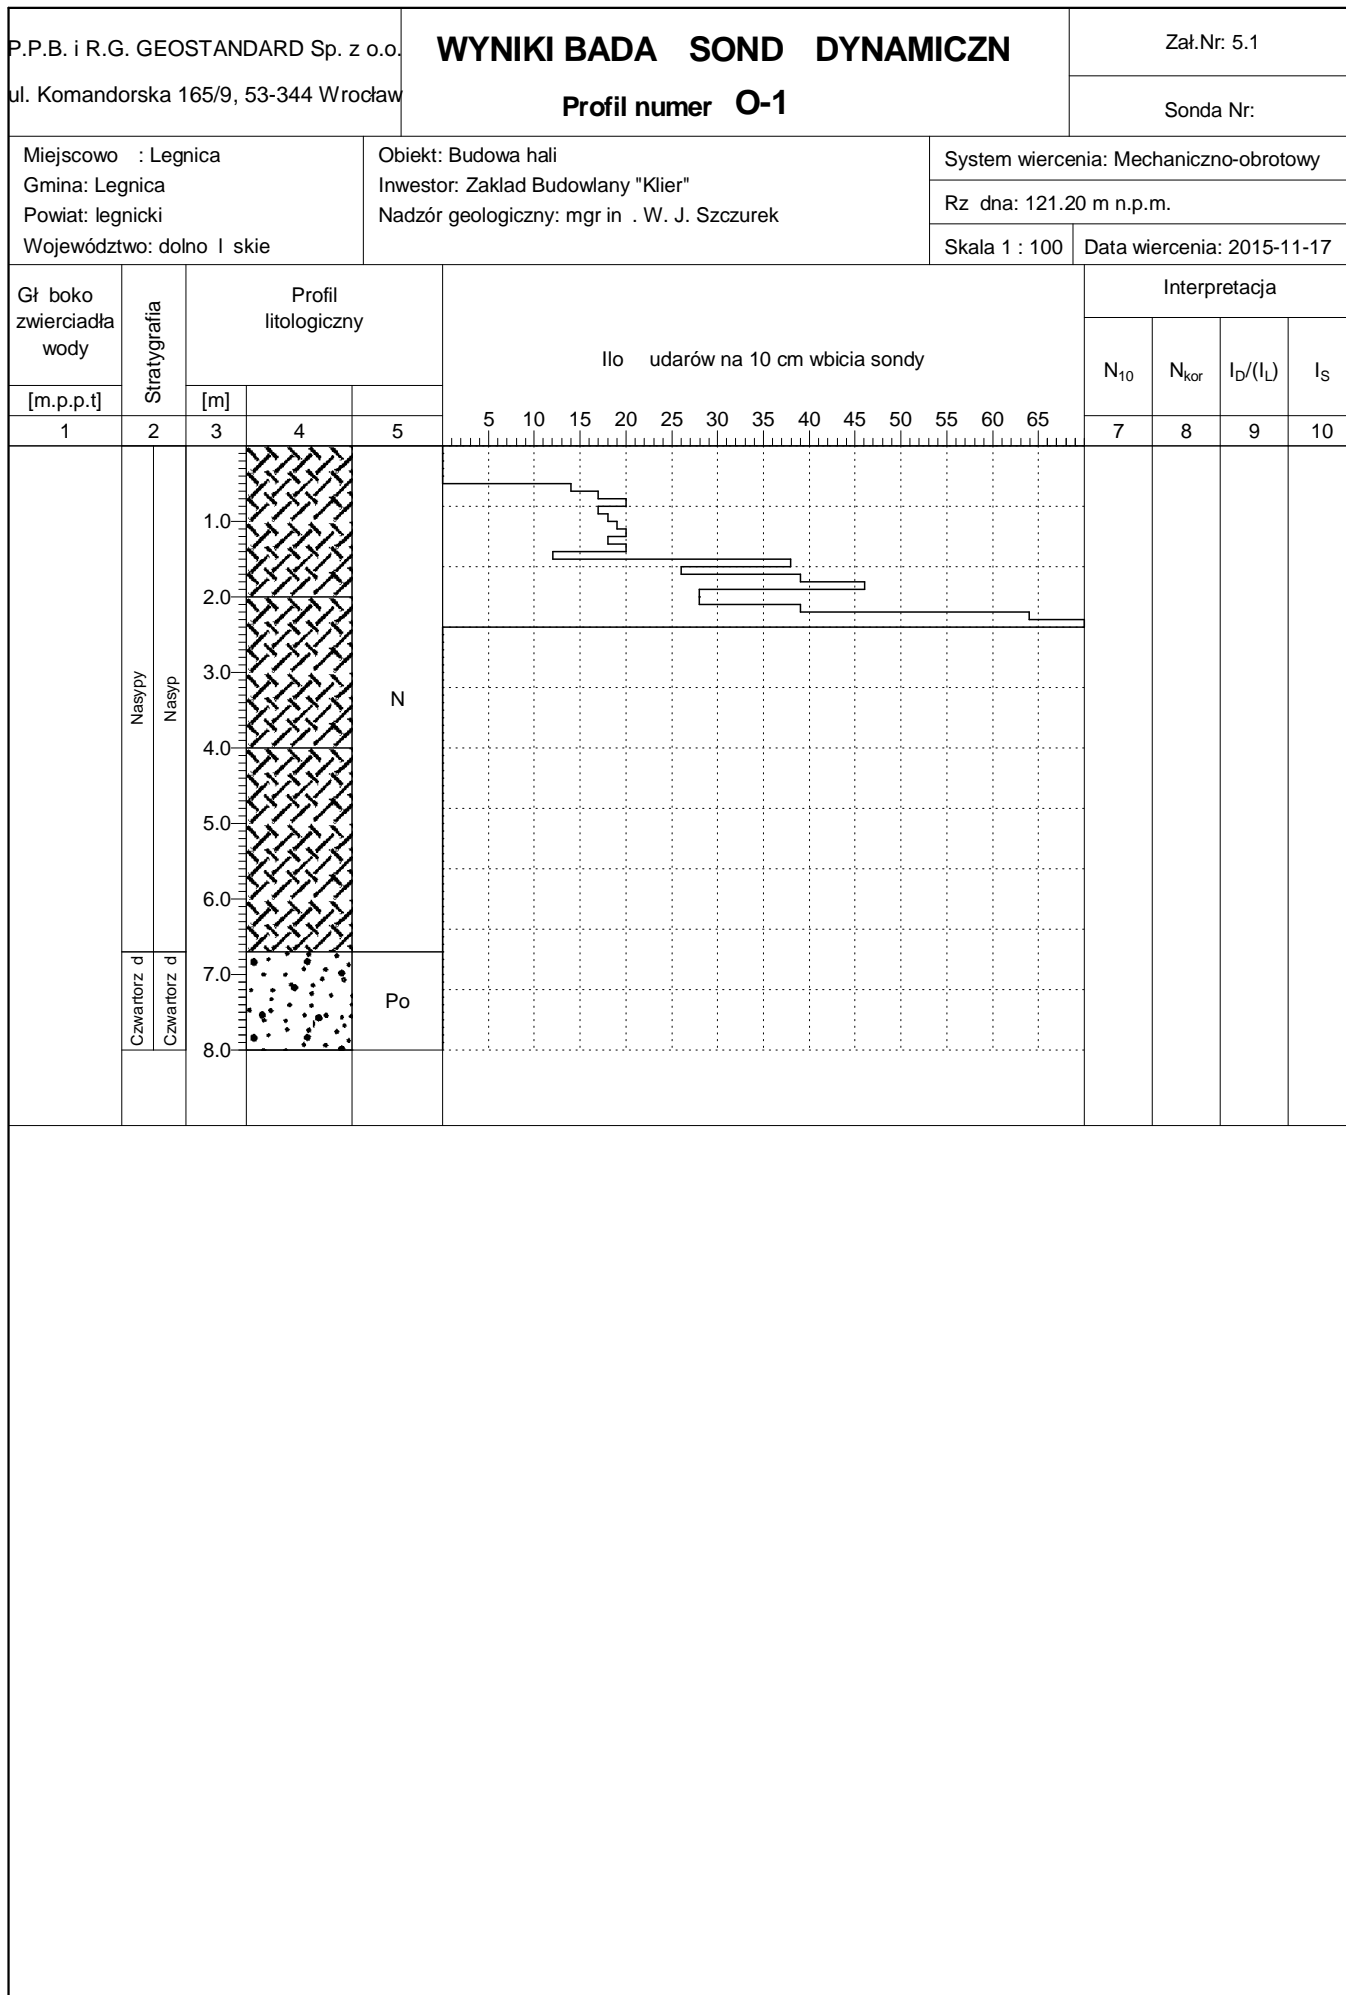 P.P.B. i R.G. GEOSTANDARD Sp. z o.o.
ul. Komandorska 165/9, 53-344 Wrocław
WYNIKI BADA SOND DYNAMICZN
Profil numer O-1
Zał.Nr: 5.1
Sonda Nr:
Miejscowo : Legnica
Gmina: Legnica
Powiat: legnicki
Województwo: dolno l skie
Obiekt: Budowa hali
Inwestor: Zaklad Budowlany "Klier"
Nadzór geologiczny: mgr in . W. J. Szczurek
System wiercenia: Mechaniczno-obrotowy
Rz dna: 121.20 m n.p.m.
Skala 1 : 100
Data wiercenia: 2015-11-17
Gł boko
zwierciadła
wody
[m.p.p.t]
Stratygrafia
Profil
litologiczny
[m]
Ilo udarów na 10 cm wbicia sondy
Interpretacja
N10 Nkor ID/(IL) IS
5 10 15 20 25 30 35 40 45 50 55 60 65
1 2 3 4 5 7 8 9 10
1.0
2.0
3.0
4.0
5.0
6.0
7.0
8.0
Nasypy
Nasyp
N
Czwartorz d
Czwartorz d
Po